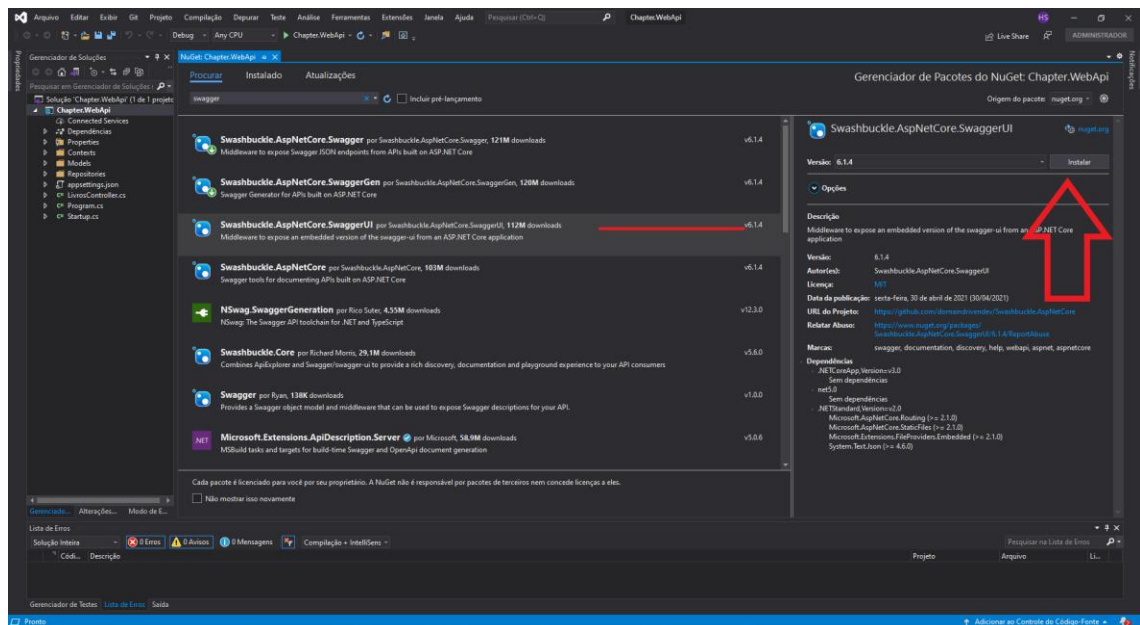 Arquivo Editar Exibir Git Projeto Compilação Depurar Teste Análise Ferramentas Extensões Janela Ajuda Pesquisar (Ctrl+Q) Chapter.WebApi HS
Debug Any CPU Chapter.WebApi Live Share ADMINISTRADOR
Propriedades
Notificações
Gerenciador de Soluções
Pesquisar em Gerenciador de Soluções
Solução 'Chapter.WebApi' (1 de 1 projeto
Chapter.WebApi
Connected Services
Dependências
Properties
Contexts
Models
Repositories
appsettings.json
LivrosController.cs
Program.cs
Startup.cs
Gerenciado... Alterações... Modo de E...
NuGet: Chapter.WebApi
Procurar Instalado Atualizações
Gerenciador de Pacotes do NuGet: Chapter.WebApi
swagger Incluir pré-lançamento
Origem do pacote: nuget.org
Swashbuckle.AspNetCore.Swagger por Swashbuckle.AspNetCore.Swagger, 121M downloads v6.1.4
Middleware to expose Swagger JSON endpoints from APIs built on ASP.NET Core
Swashbuckle.AspNetCore.SwaggerGen por Swashbuckle.AspNetCore.SwaggerGen, 120M downloads v6.1.4
Swagger Generator for APIs built on ASP.NET Core
Swashbuckle.AspNetCore.SwaggerUI por Swashbuckle.AspNetCore.SwaggerUI, 112M downloads v6.1.4
Middleware to expose an embedded version of the swagger-ui from an ASP.NET Core application
Swashbuckle.AspNetCore por Swashbuckle.AspNetCore, 103M downloads v6.1.4
Swagger tools for documenting APIs built on ASP.NET Core
NSwag.SwaggerGeneration por Rico Suter, 4,55M downloads v12.3.0
NSwag: The Swagger API toolchain for .NET and TypeScript
Swashbuckle.Core por Richard Morris, 29,1M downloads v5.6.0
Combines ApiExplorer and Swagger/swagger-ui to provide a rich discovery, documentation and playground experience to your API consumers
Swagger por Ryan, 138K downloads v1.0.0
Provides a Swagger object model and middleware that can be used to expose Swagger descriptions for your API.
.NET Microsoft.Extensions.ApiDescription.Server por Microsoft, 58,9M downloads v5.0.6
MSBuild tasks and targets for build-time Swagger and OpenApi document generation
Cada pacote é licenciado para você por seu proprietário. A NuGet não é responsável por pacotes de terceiros nem concede licenças a eles.
Não mostrar isso novamente
Swashbuckle.AspNetCore.SwaggerUI nuget.org
Versão: 6.1.4 Instalar
Opções
Descrição
Middleware to expose an embedded version of the swagger-ui from an ASP.NET Core
application
Versão: 6.1.4
Autor(es): Swashbuckle.AspNetCore.SwaggerUI
Licença: MIT
Data da publicação: sexta-feira, 30 de abril de 2021 (30/04/2021)
URL do Projeto: https://github.com/domaindrivendev/Swashbuckle.AspNetCore
Relatar Abuso: https://www.nuget.org/packages/
Swashbuckle.AspNetCore.SwaggerUI/6.1.4/ReportAbuse
Marcas: swagger, documentation, discovery, help, webapi, aspnet, aspnetcore
Dependências
.NETCoreApp,Version=v3.0
Sem dependências
net5.0
Sem dependências
.NETStandard,Version=v2.0
Microsoft.AspNetCore.Routing (>= 2.1.0)
Microsoft.AspNetCore.StaticFiles (>= 2.1.0)
Microsoft.Extensions.FileProviders.Embedded (>= 2.1.0)
System.Text.Json (>= 4.6.0)
Lista de Erros
Solução Inteira 0 Erros 0 Avisos 0 Mensagens Compilação + IntelliSens Pesquisar na Lista de Erros
Códi... Descrição Projeto Arquivo Li...
Gerenciador de Testes Lista de Erros Saída
Pronto Adicionar ao Controle do Código-Fonte